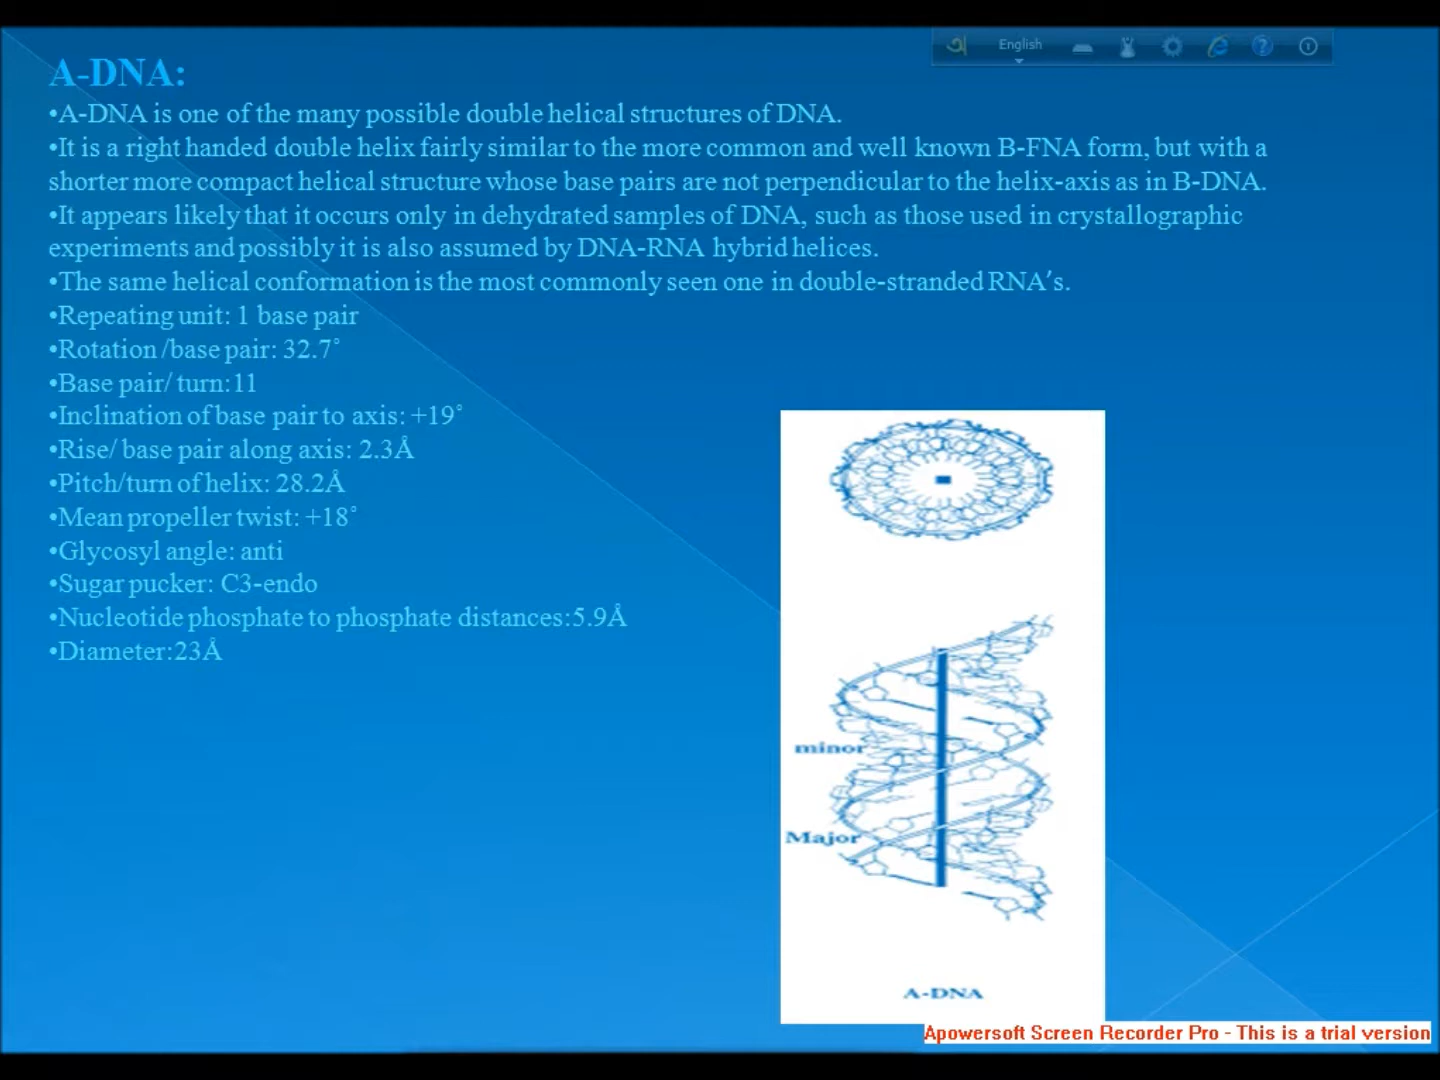 English
A-DNA:
•A-DNA is one of the many possible double helical structures of DNA.
•It is a right handed double helix fairly similar to the more common and well known B-FNA form, but with a
shorter more compact helical structure whose base pairs are not perpendicular to the helix-axis as in B-DNA.
•It appears likely that it occurs only in dehydrated samples of DNA, such as those used in crystallographic
experiments and possibly it is also assumed by DNA-RNA hybrid helices.
•The same helical conformation is the most commonly seen one in double-stranded RNA’s.
•Repeating unit: 1 base pair
•Rotation /base pair: 32.7˚
•Base pair/ turn:11
•Inclination of base pair to axis: +19˚
•Rise/ base pair along axis: 2.3Å
•Pitch/turn of helix: 28.2Å
•Mean propeller twist: +18˚
•Glycosyl angle: anti
•Sugar pucker: C3-endo
•Nucleotide phosphate to phosphate distances:5.9Å
•Diameter:23Å
minor
Major
A-DNA
Apowersoft Screen Recorder Pro - This is a trial version